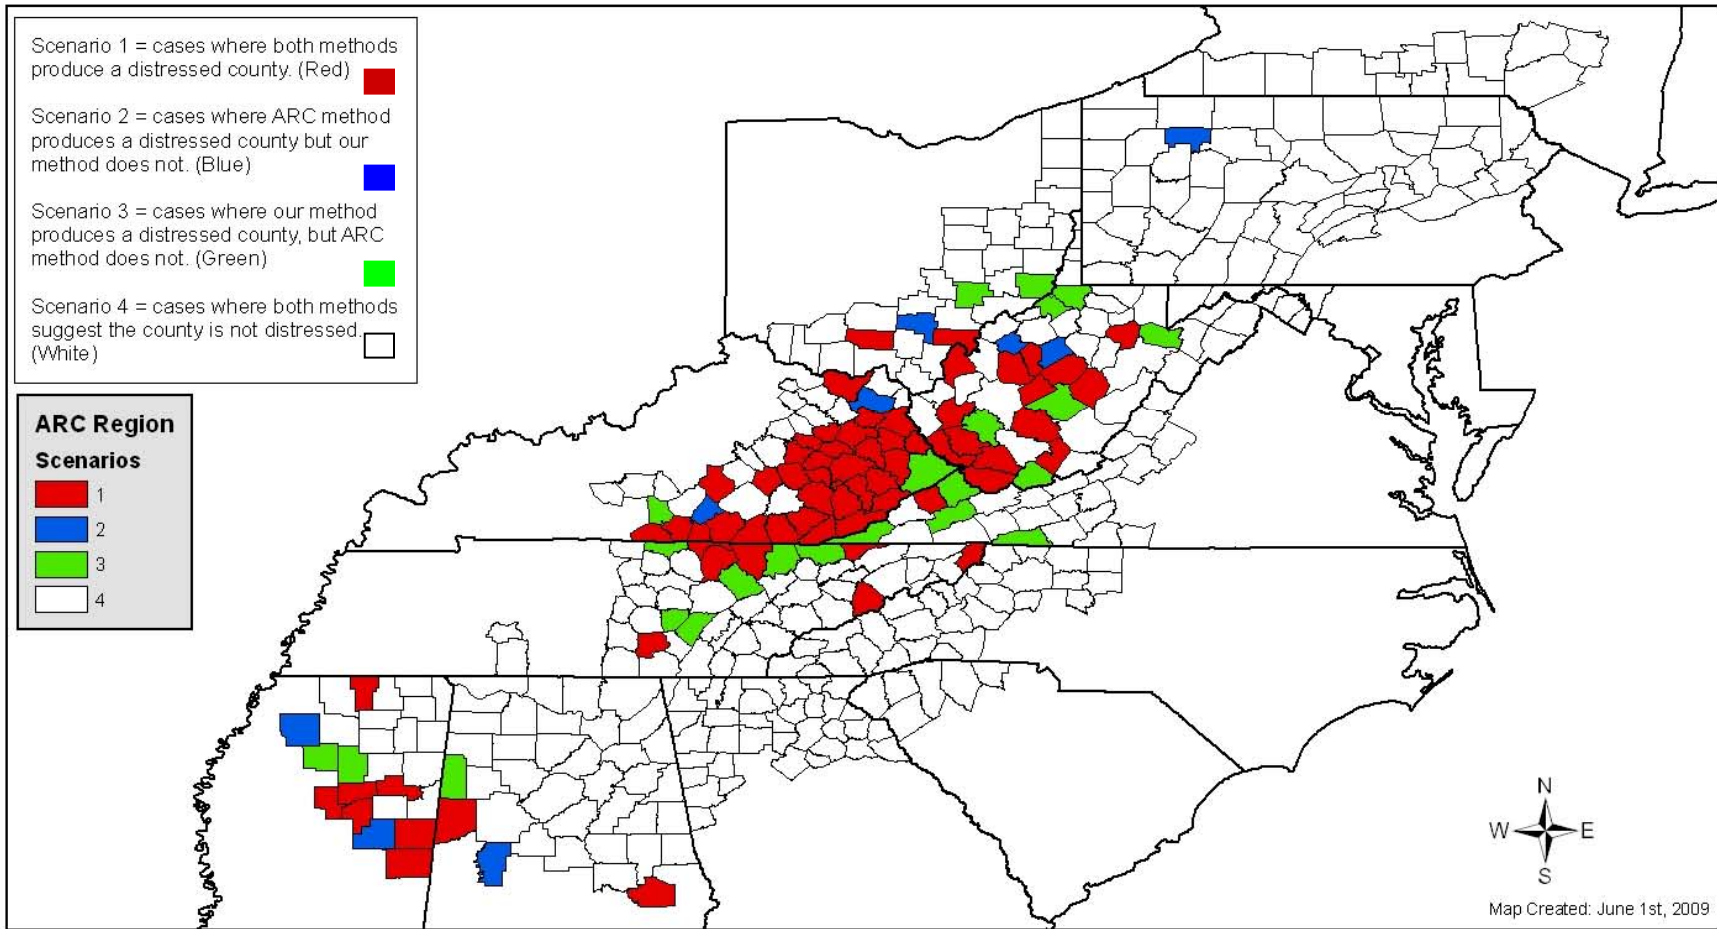 Scenario 1 = cases where both methods
produce a distressed county. (Red)
Scenario 2 = cases where ARC method
produces a distressed county but our
method does not. (Blue)
Scenario 3 = cases where our method
produces a distressed county, but ARC
method does not. (Green)
Scenario 4 = cases where both methods
suggest the county is not distressed.
(White)
ARC Region
Scenarios
1
2
3
4
N
W E
S
Map Created: June 1st, 2009